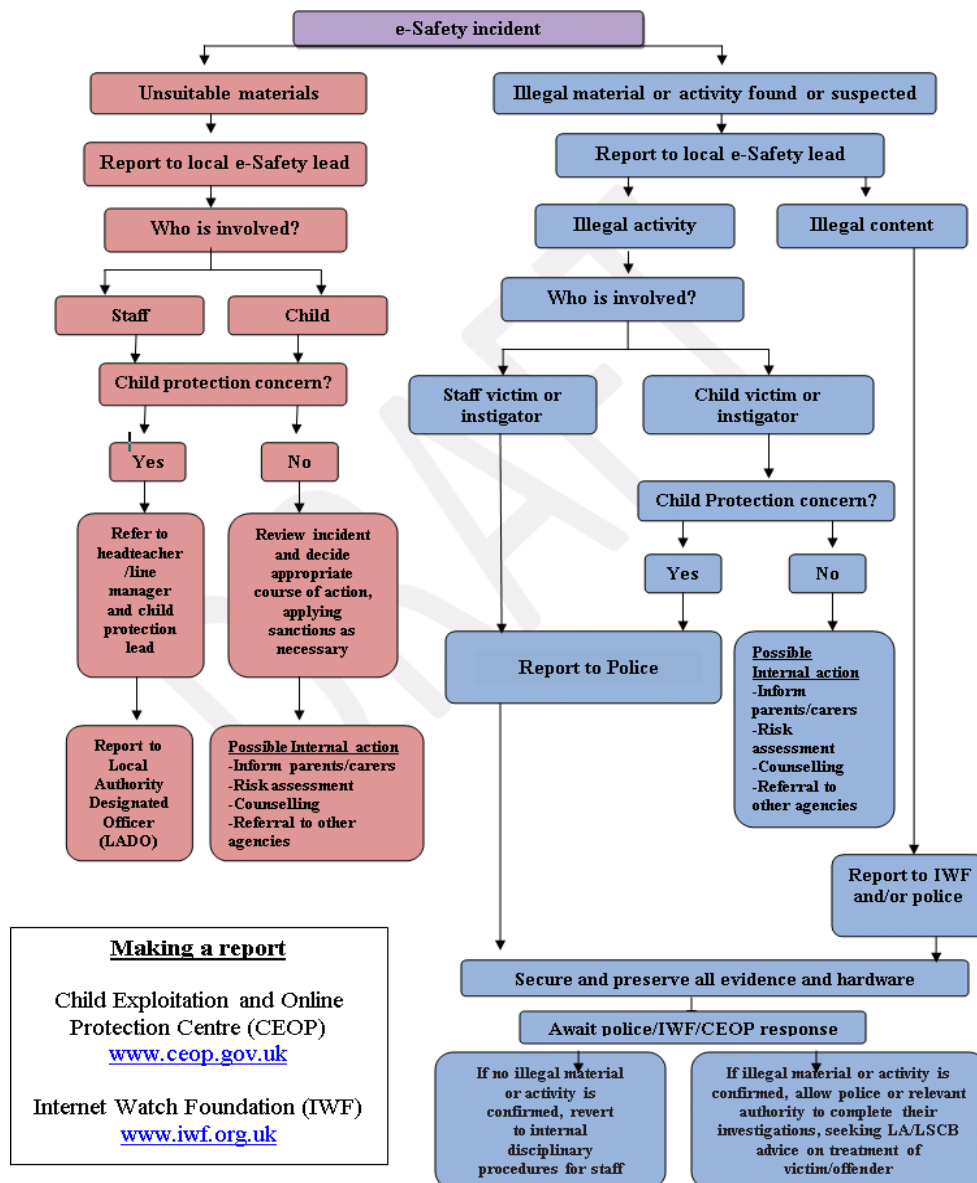 e-Safety incident
Unsuitable materials
Illegal material or activity found or suspected
Report to local e-Safety lead
Report to local e-Safety lead
Who is involved?
Illegal activity
Illegal content
Who is involved?
Staff
Child
Child protection concern?
Staff victim or
instigator
Child victim or
instigator
Yes
No
Child Protection concern?
Refer to
headteacher
/line
manager
and child
protection
lead
Review incident
and decide
appropriate
course of action,
applying
sanctions as
necessary
Yes
No
Report to Police
Possible
Internal action
-Inform
parents/carers
-Risk
assessment
-Counselling
-Referral to
other agencies
Report to
Local
Authority
Designated
Officer
(LADO)
Possible Internal action
-Inform parents/carers
-Risk assessment
-Counselling
-Referral to other
agencies
Report to IWF
and/or police
Making a report
Child Exploitation and Online
Protection Centre (CEOP)
www.ceop.gov.uk
Internet Watch Foundation (IWF)
www.iwf.org.uk
Secure and preserve all evidence and hardware
Await police/IWF/CEOP response
If no illegal material
or activity is
confirmed, revert
to internal
disciplinary
procedures for staff
If illegal material or activity is
confirmed, allow police or relevant
authority to complete their
investigations, seeking LA/LSCB
advice on treatment of
victim/offender
DRAFT